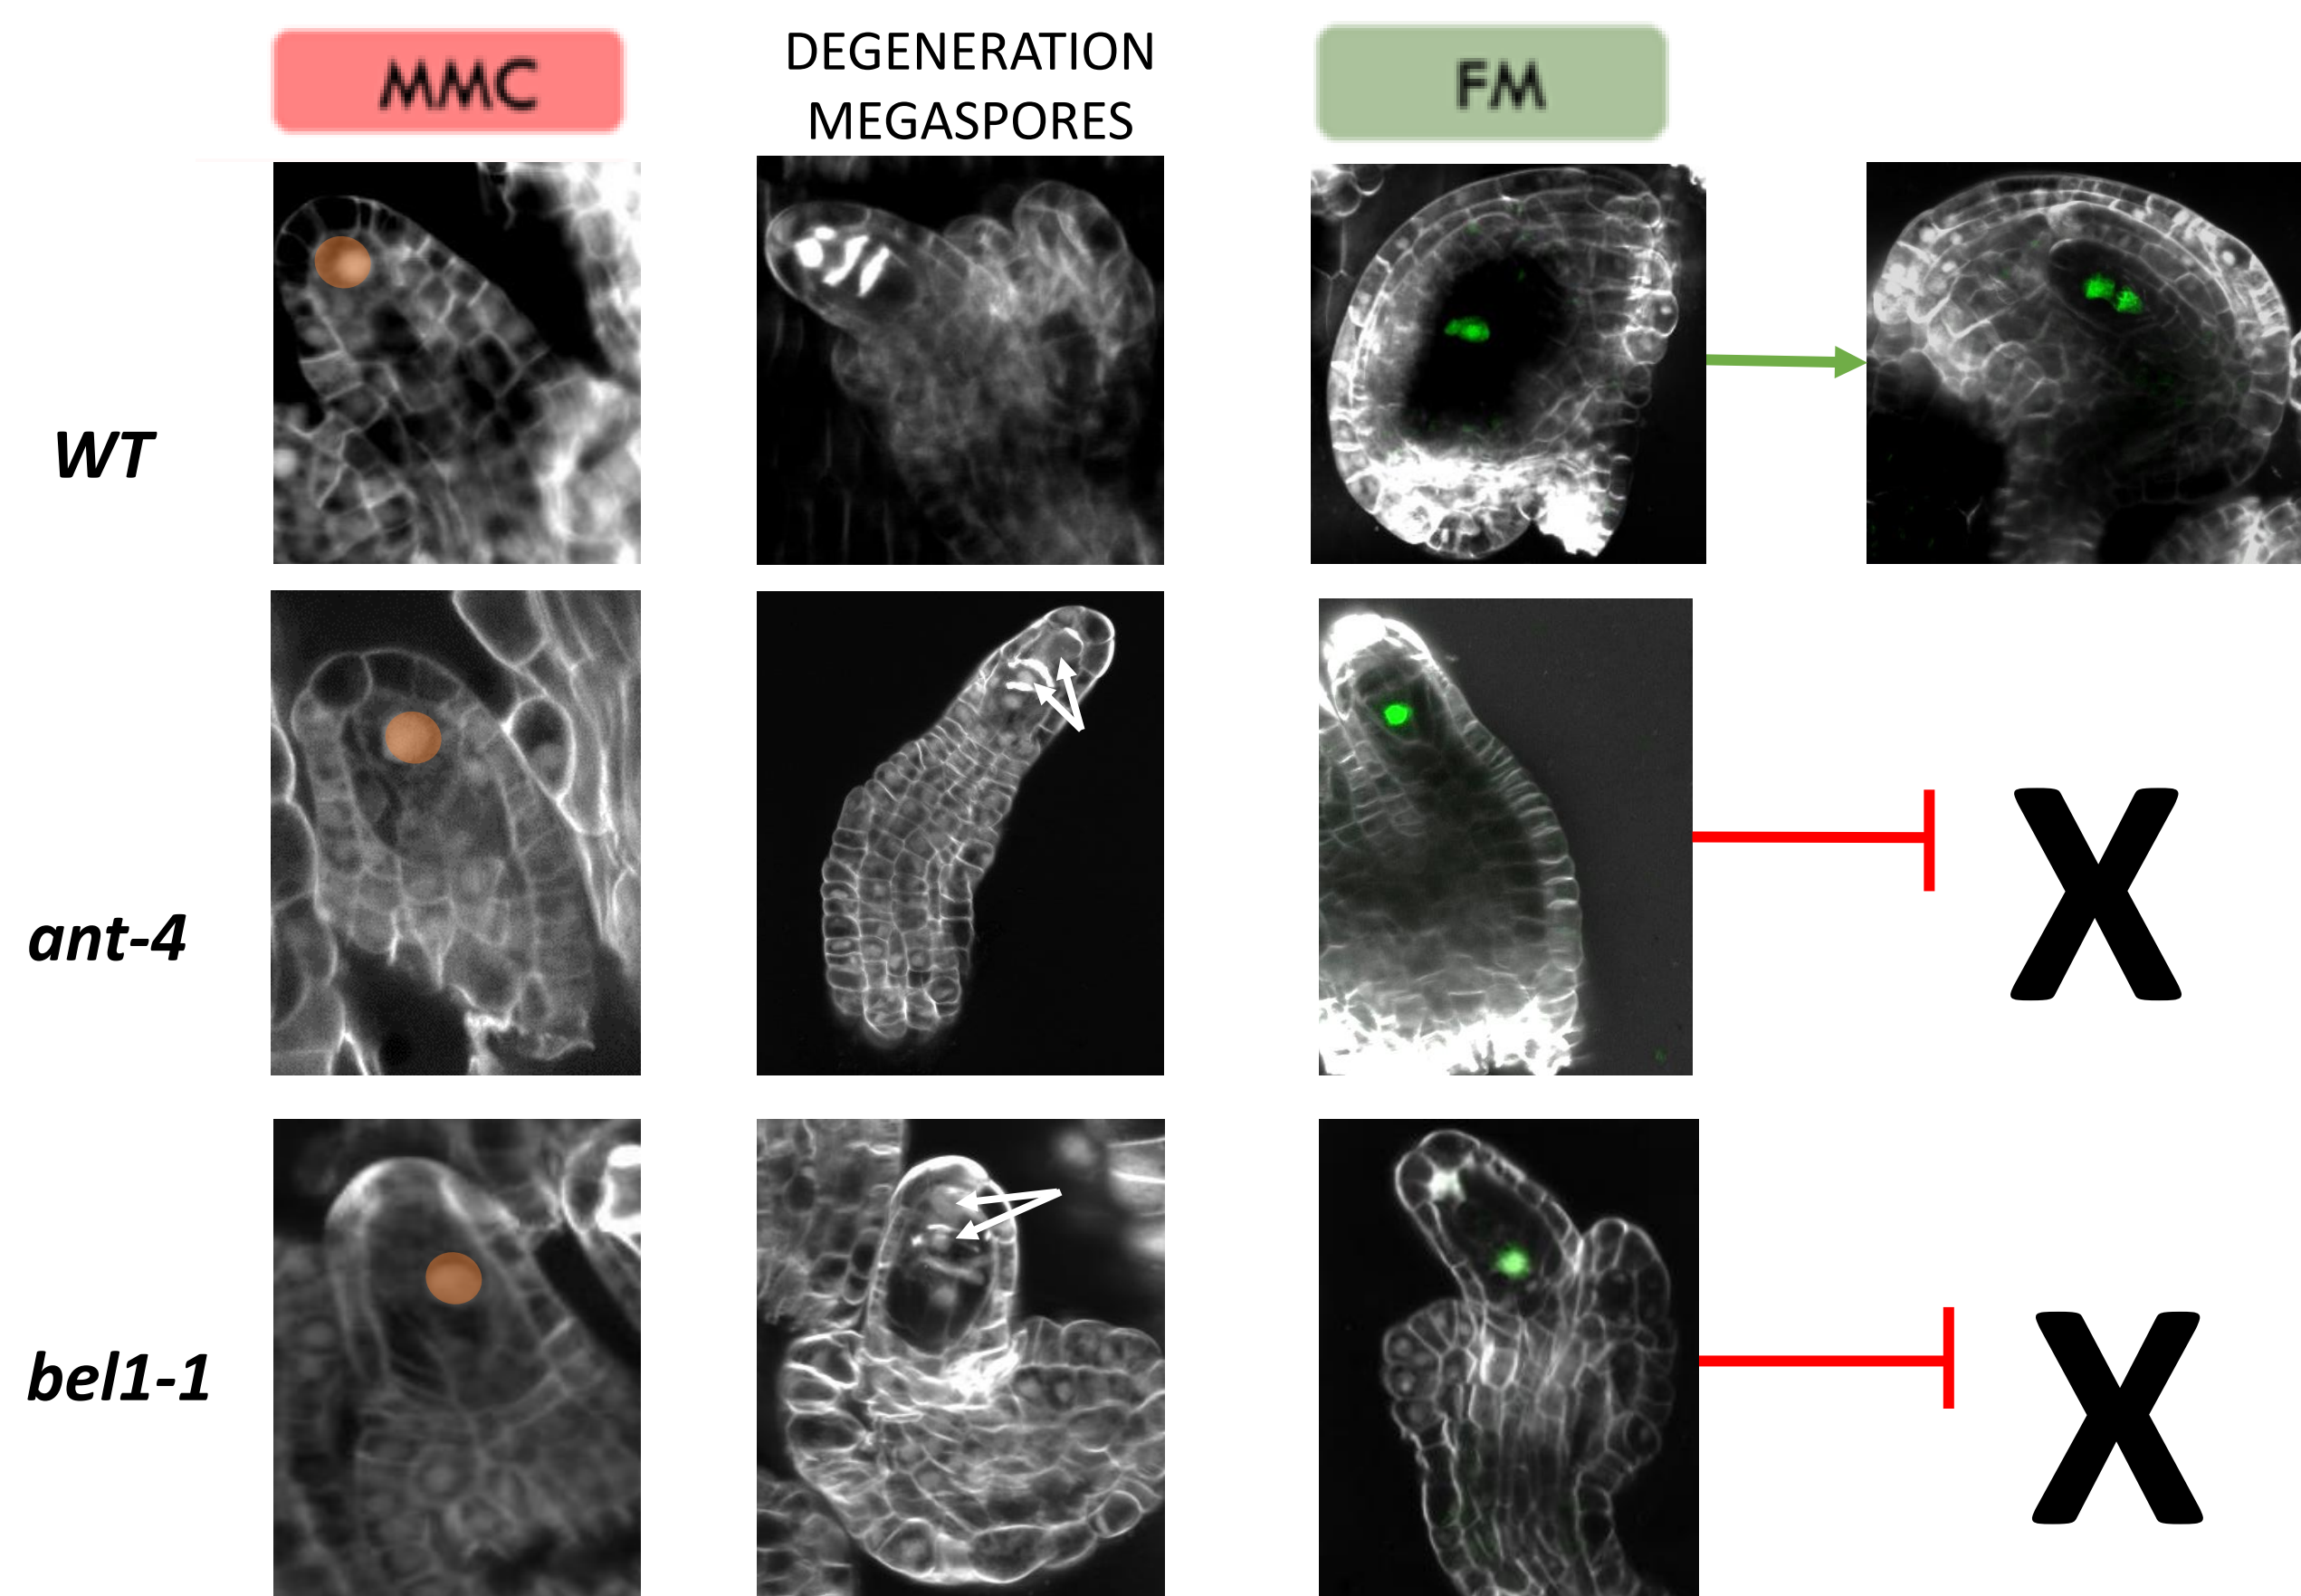 MMC
DEGENERATION
MEGASPORES
FM
WT
ant-4
X
bel1-1
X